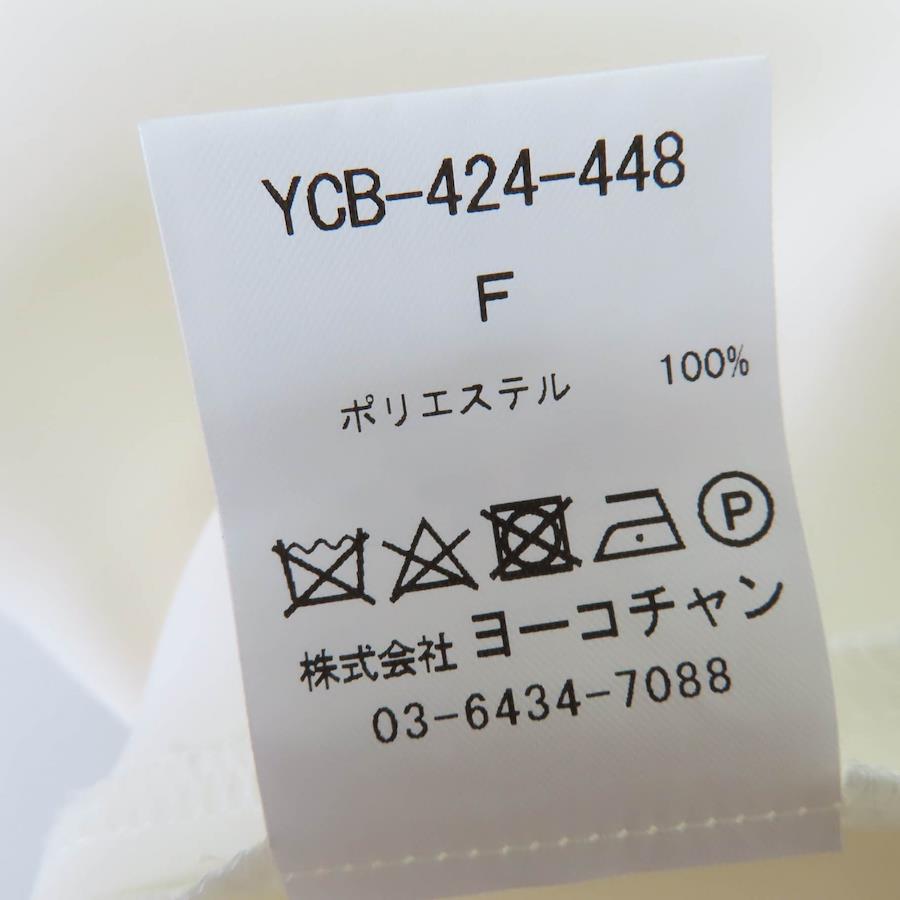 YCB-424-448
F
ポリエステル 100%
P
株式会社 ヨーコチャン
03-6434-7088